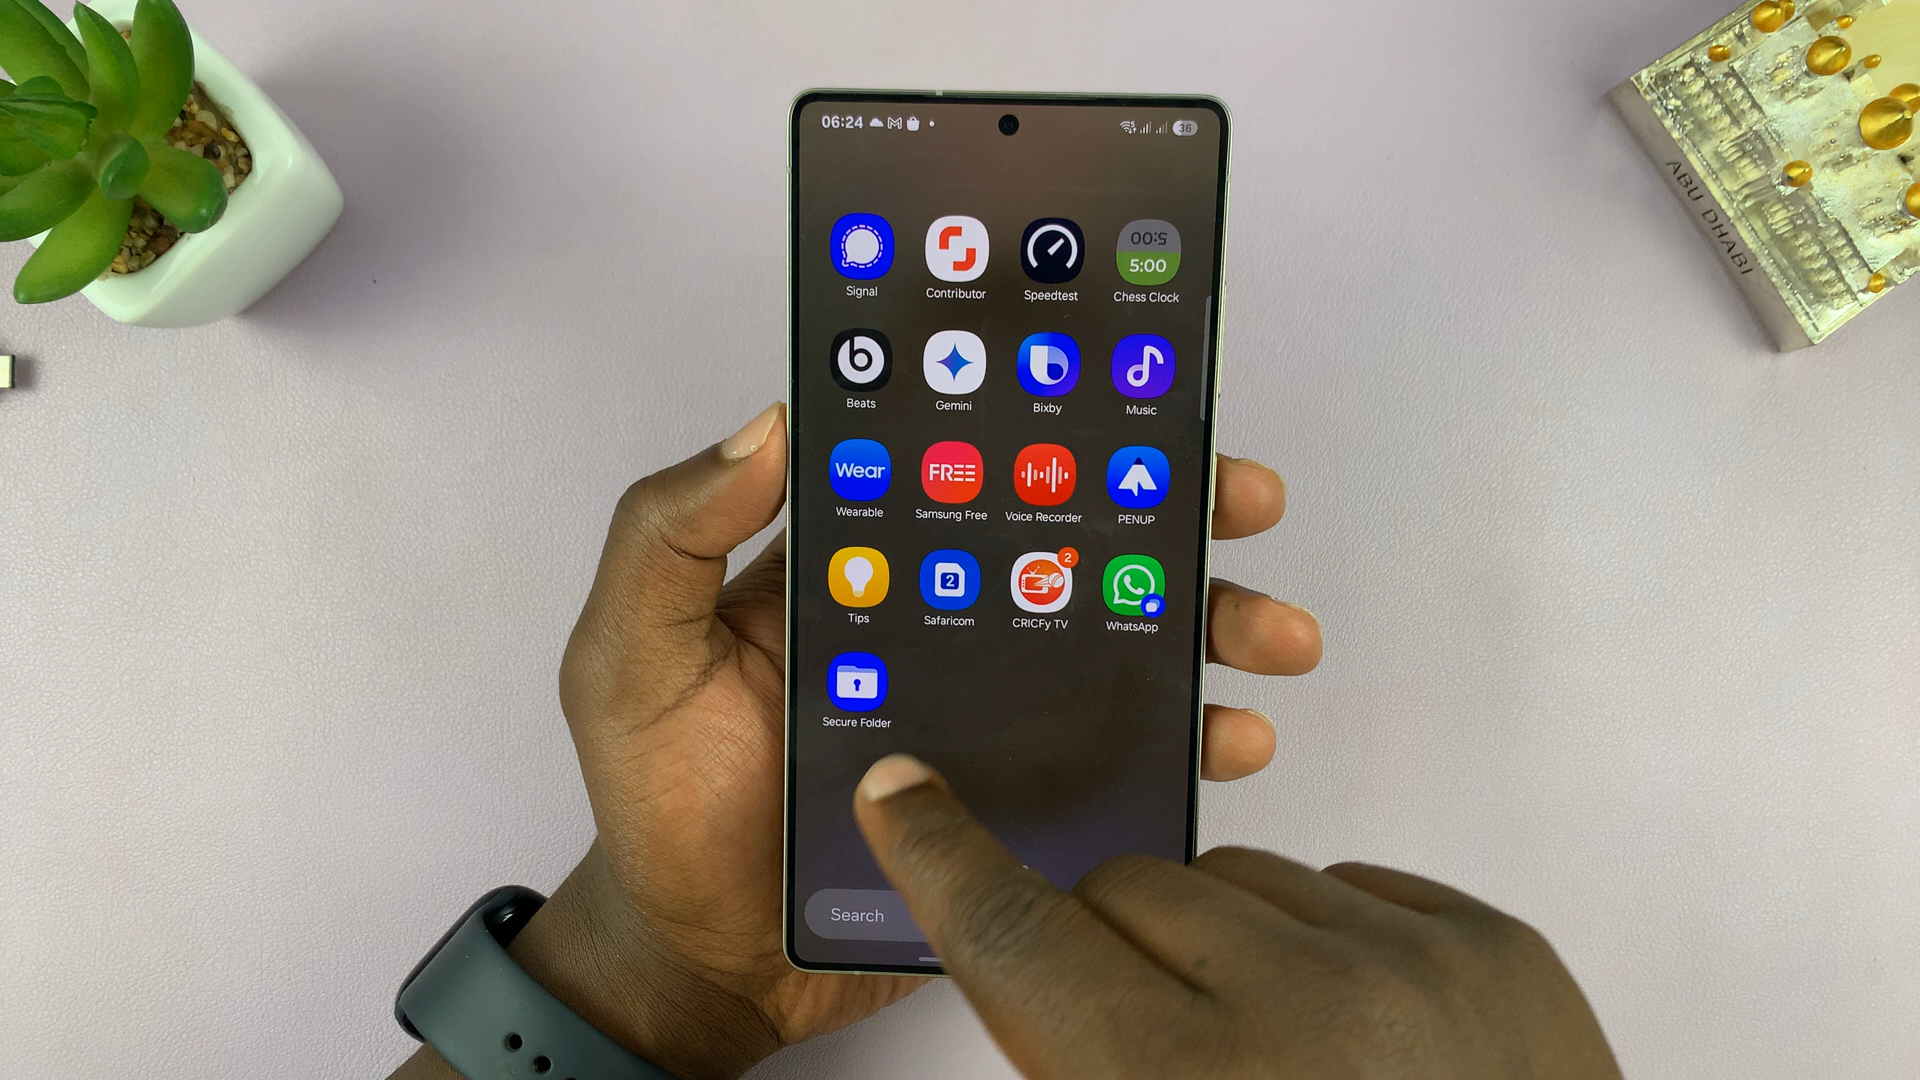 06:24
36
00:5
5:00
Signal Contributor Speedtest Chess Clock
Beats Gemini Bixby Music
Wear FREE
Wearable Samsung Free Voice Recorder PENUP
2 2
Tips Safaricom CRICFy TV WhatsApp
Secure Folder
Search
ABU DHABI